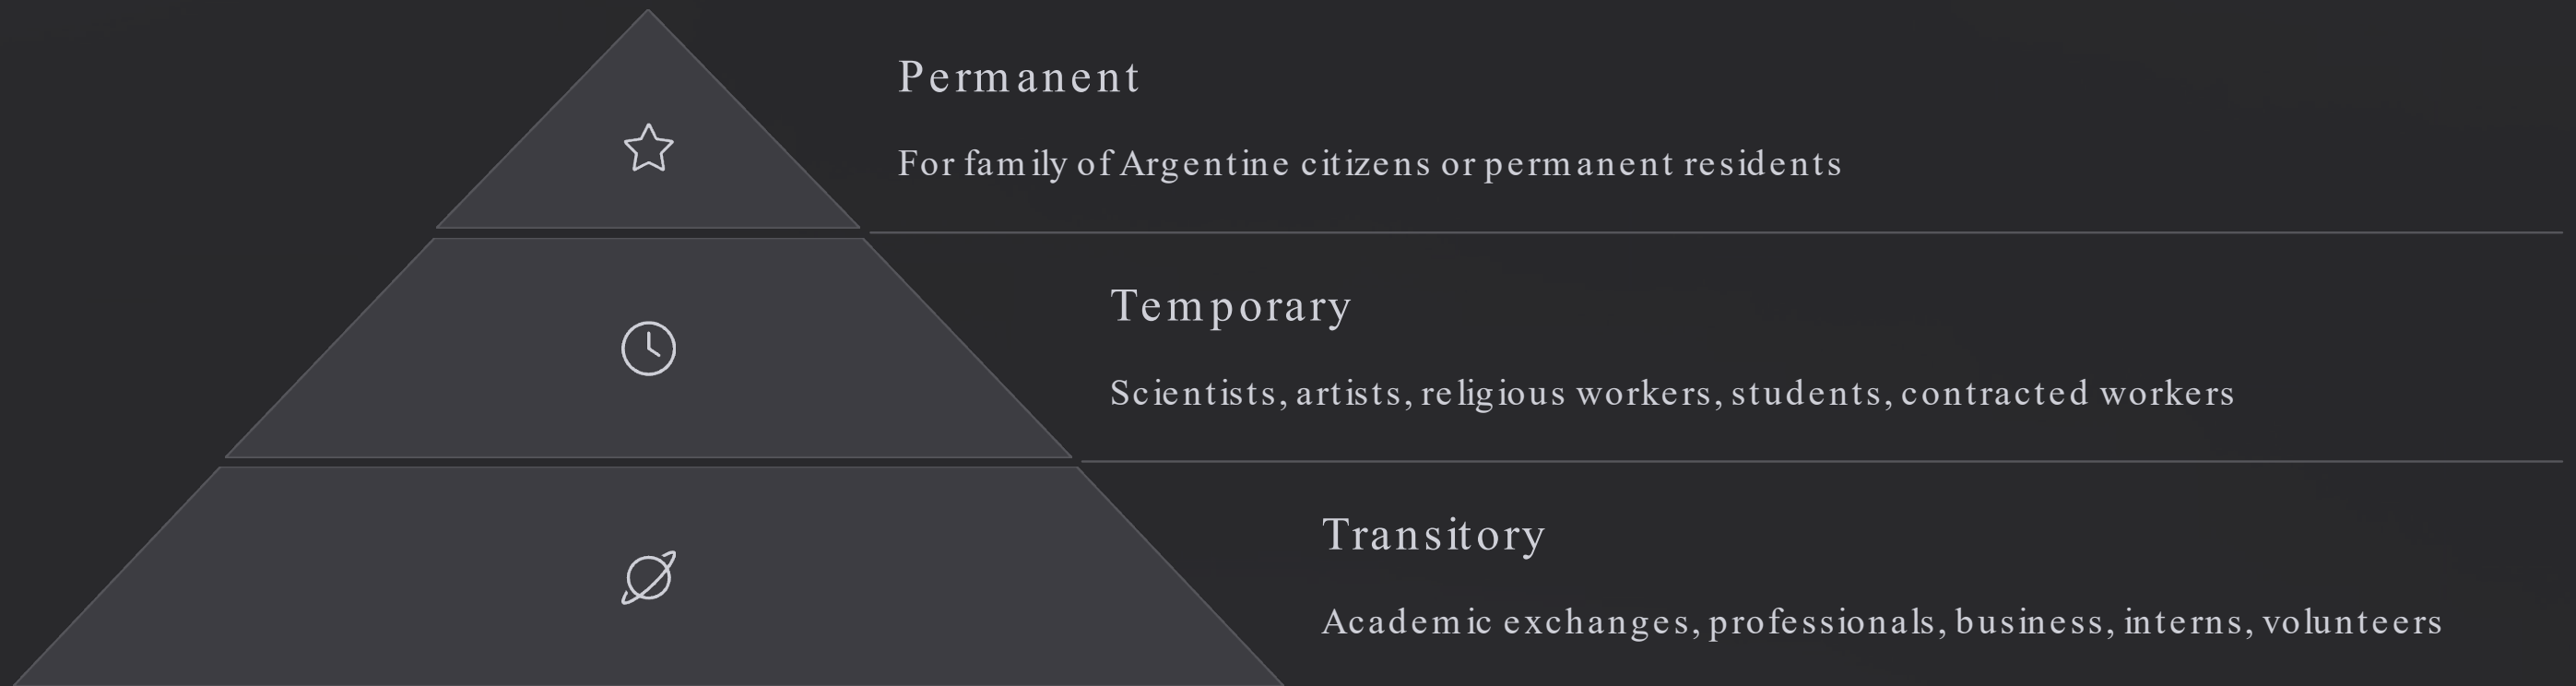 Permanent
For family of Argentine citizens or permanent residents
Temporary
Scientists, artists, religious workers, students, contracted workers
Transitory
Academic exchanges, professionals, business, interns, volunteers